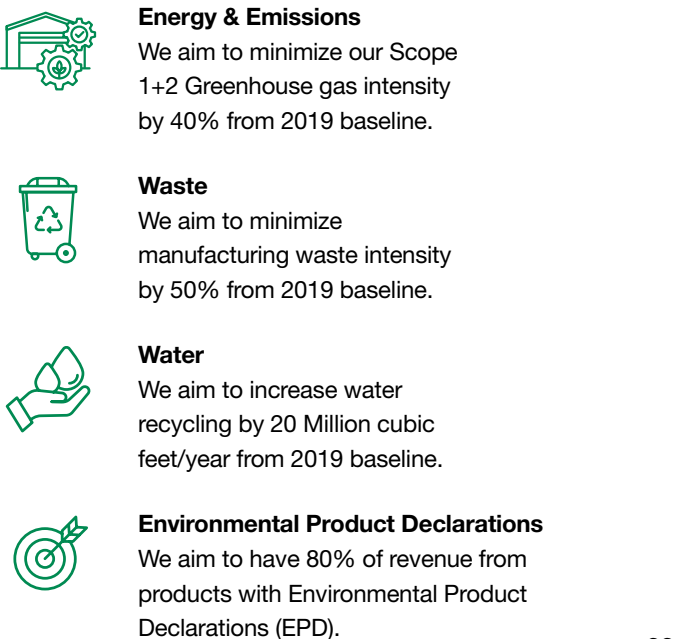 Energy & Emissions
We aim to minimize our Scope
1+2 Greenhouse gas intensity
by 40% from 2019 baseline.
Waste
We aim to minimize
manufacturing waste intensity
by 50% from 2019 baseline.
Water
We aim to increase water
recycling by 20 Million cubic
feet/year from 2019 baseline.
Environmental Product Declarations
We aim to have 80% of revenue from
products with Environmental Product
Declarations (EPD).